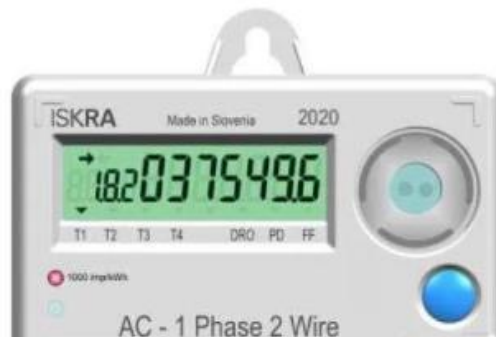 ISKRA Made in Slovenia 2020
1.8.2 037549.6
T1 T2 T3 T4 DRO PD FF
1000 imp/kWh
AC - 1 Phase 2 Wire